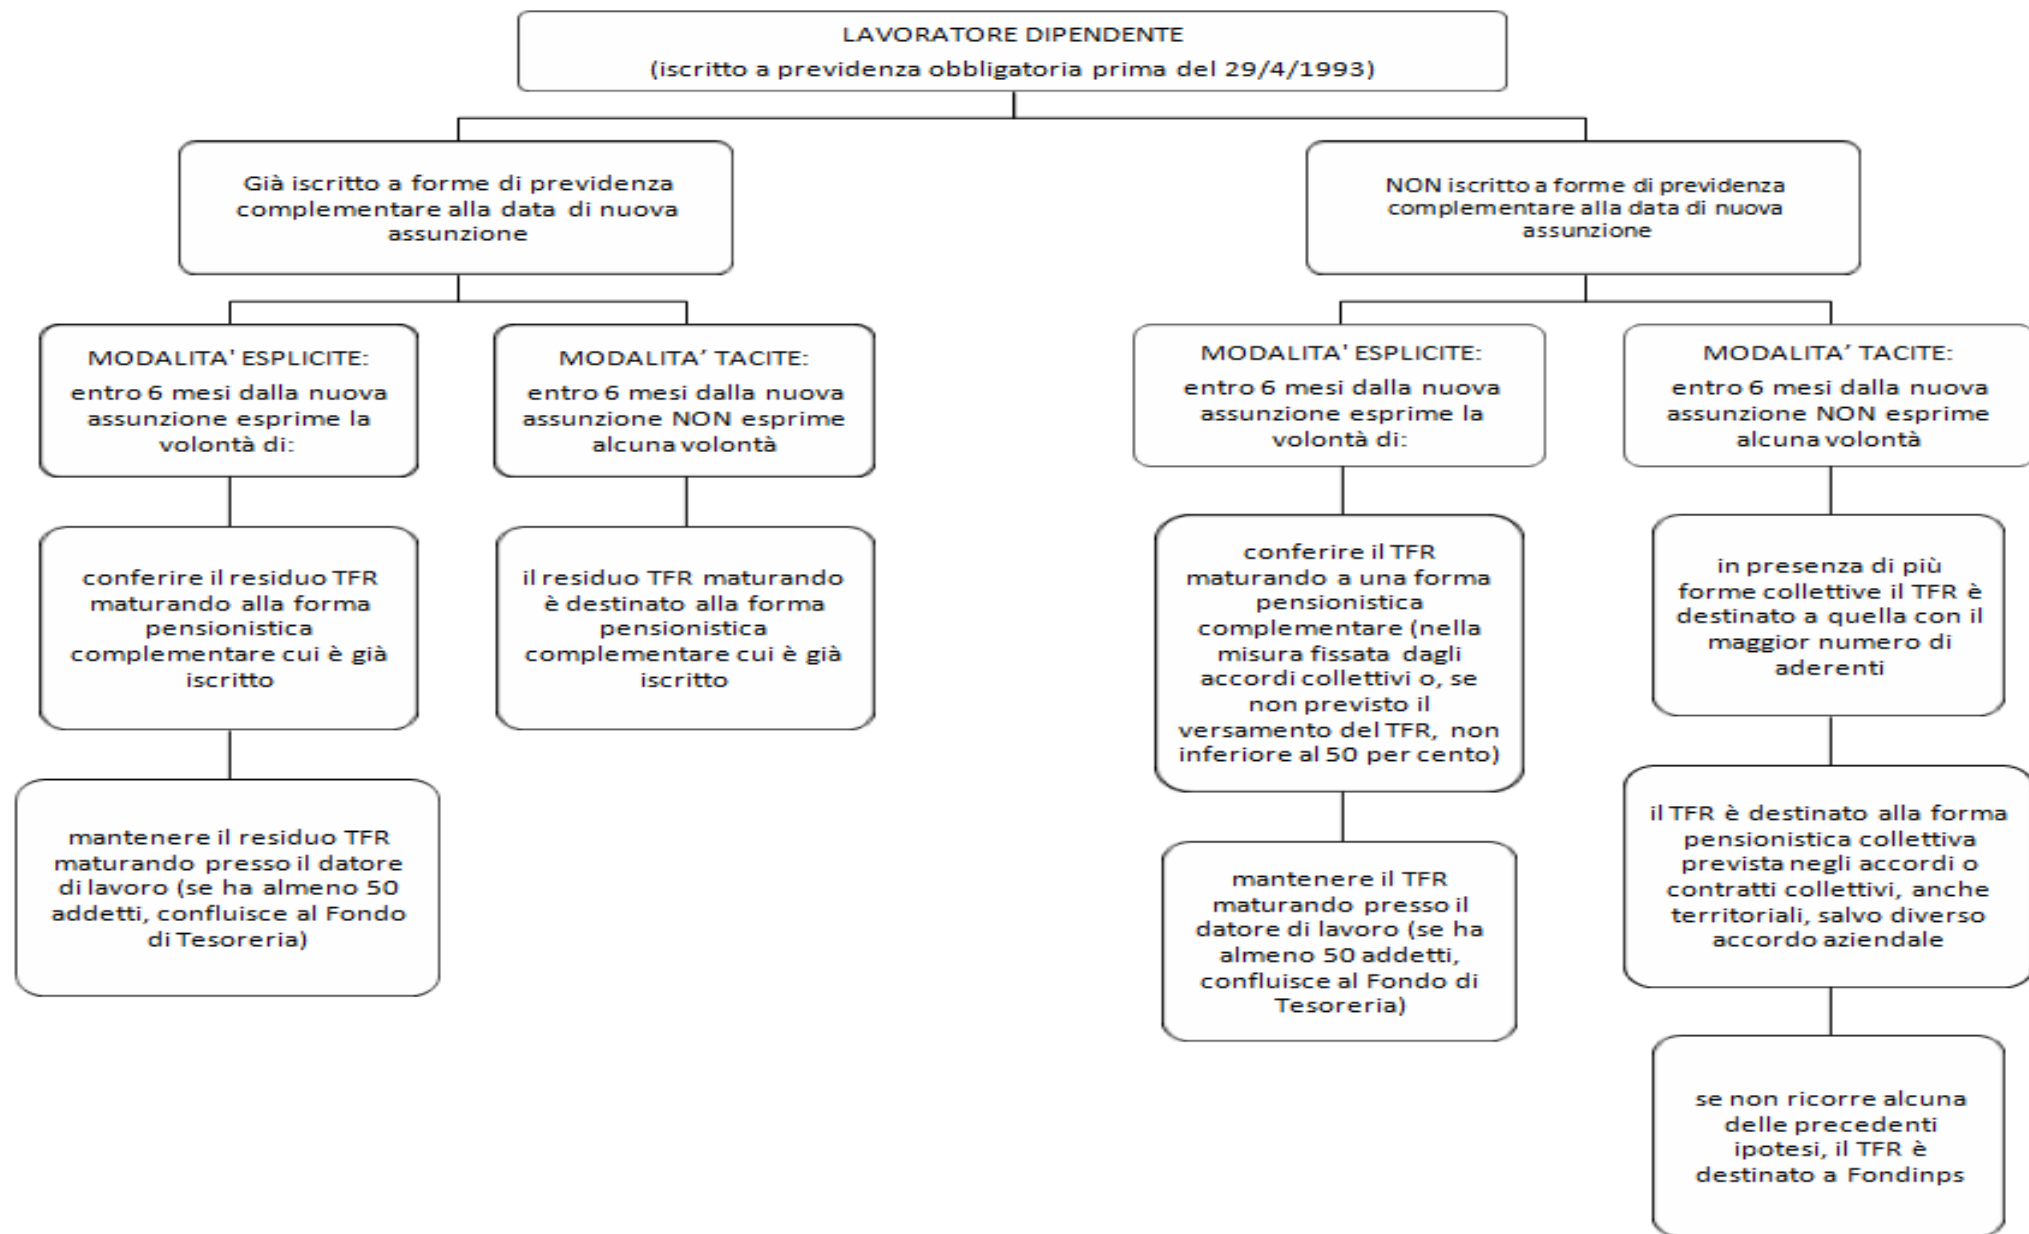 LAVORATORE DIPENDENTE
(iscritto a previdenza obbligatoria prima del 29/4/1993)
Già iscritto a forme di previdenza
complementare alla data di nuova
assunzione
NON iscritto a forme di previdenza
complementare alla data di nuova
assunzione
MODALITA' ESPLICITE:
entro 6 mesi dalla nuova
assunzione esprime la
volontà di:
MODALITA’ TACITE:
entro 6 mesi dalla nuova
assunzione NON esprime
alcuna volontà
MODALITA' ESPLICITE:
entro 6 mesi dalla nuova
assunzione esprime la
volontà di:
MODALITA’ TACITE:
entro 6 mesi dalla nuova
assunzione NON esprime
alcuna volontà
conferire il residuo TFR
maturando alla forma
pensionistica
complementare cui è già
iscritto
il residuo TFR maturando
è destinato alla forma
pensionistica
complementare cui è già
iscritto
conferire il TFR
maturando a una forma
pensionistica
complementare (nella
misura fissata dagli
accordi collettivi o, se
non previsto il
versamento del TFR, non
inferiore al 50 per cento)
in presenza di più
forme collettive il TFR è
destinato a quella con il
maggior numero di
aderenti
mantenere il residuo TFR
maturando presso il datore
di lavoro (se ha almeno 50
addetti, confluisce al Fondo
di Tesoreria)
mantenere il TFR
maturando presso il
datore di lavoro (se ha
almeno 50 addetti,
confluisce al Fondo di
Tesoreria)
il TFR è destinato alla forma
pensionistica collettiva
prevista negli accordi o
contratti collettivi, anche
territoriali, salvo diverso
accordo aziendale
se non ricorre alcuna
delle precedenti
ipotesi, il TFR è
destinato a Fondinps